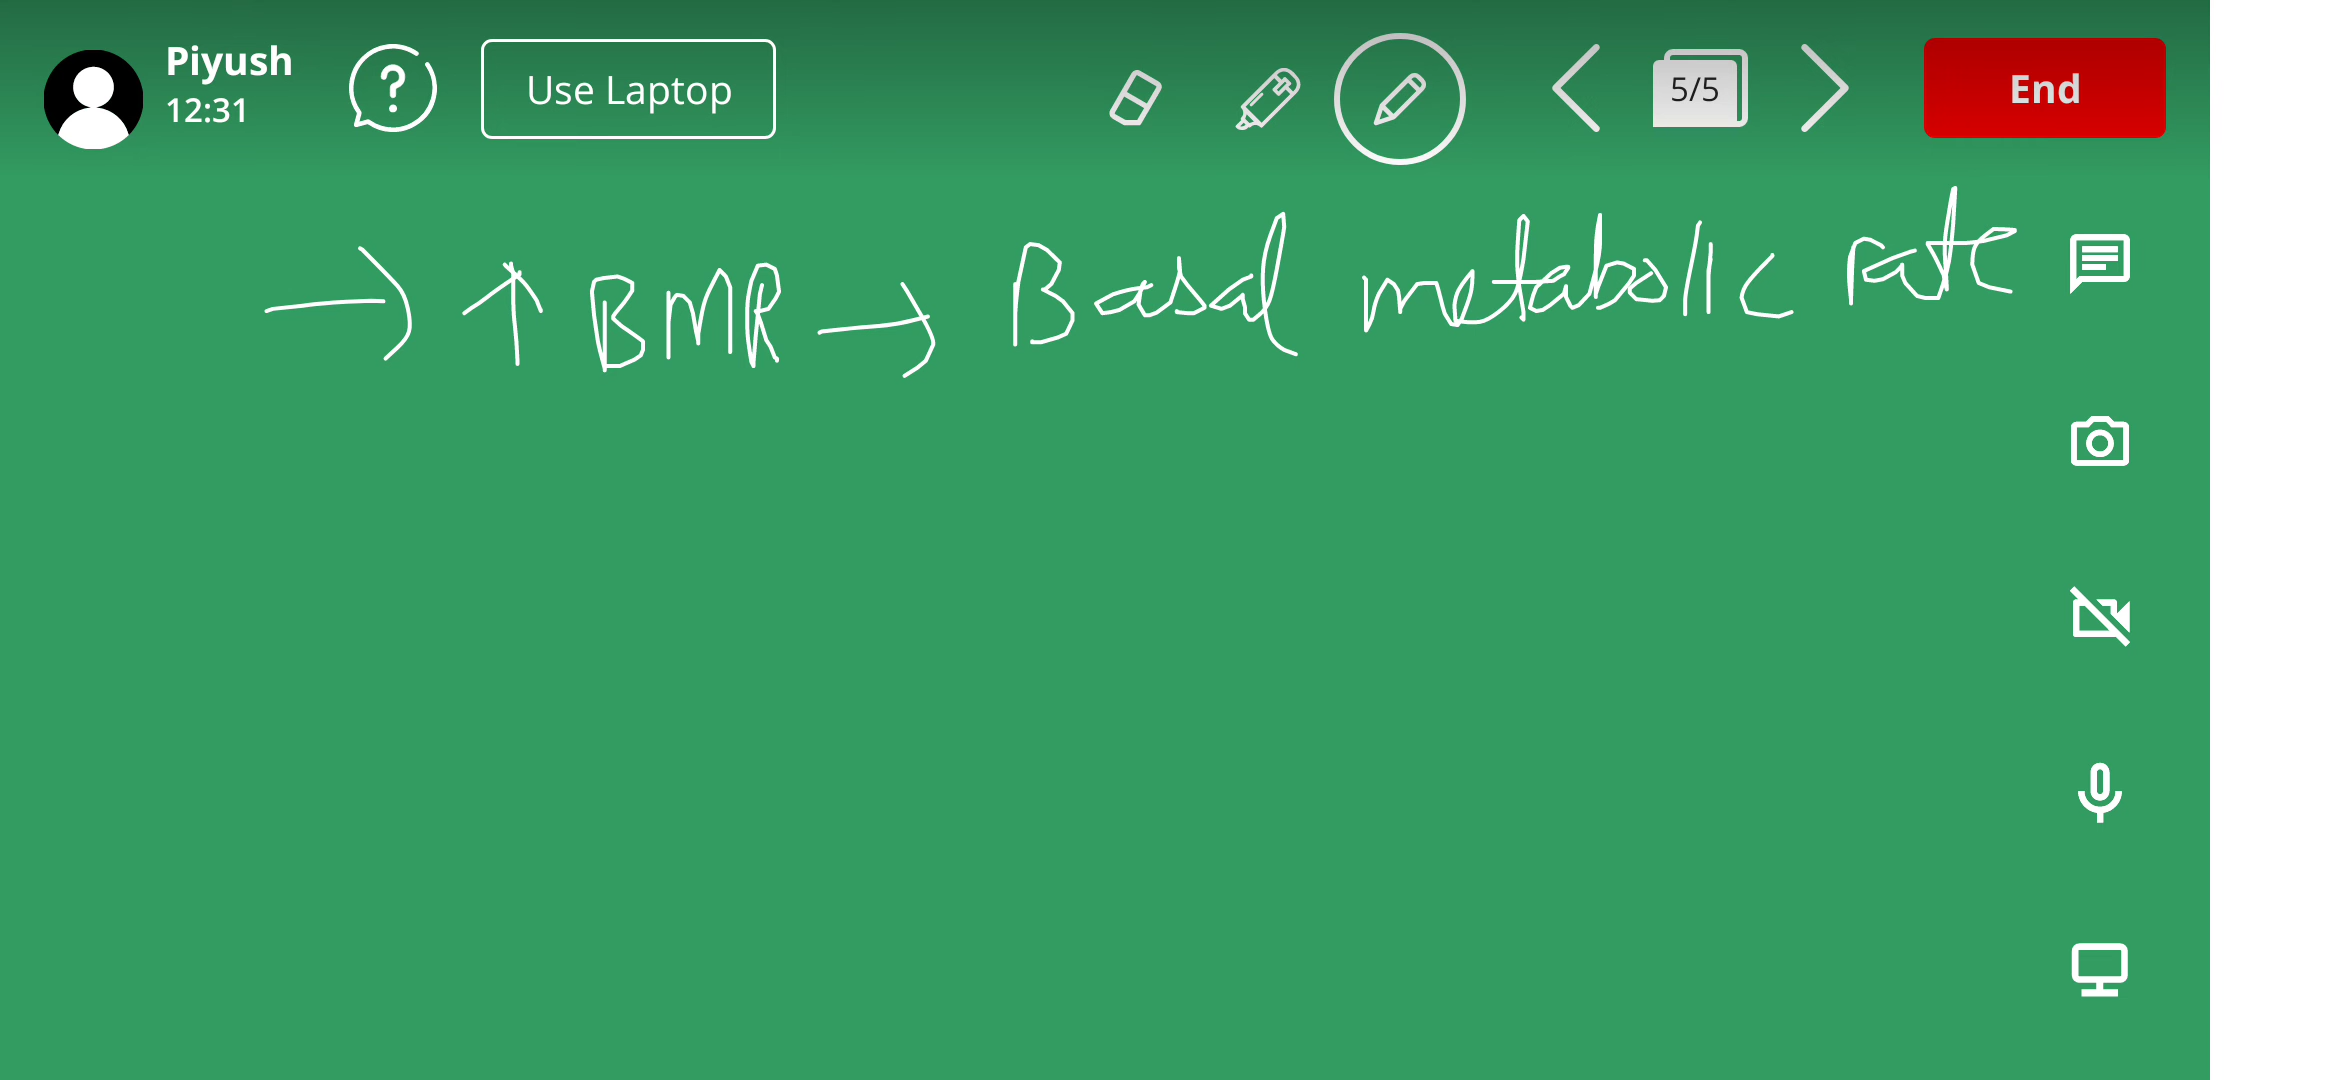 Piyush
12:31
Use Laptop
5/5
End
→ ↑ BMR → Basal metabolic rate